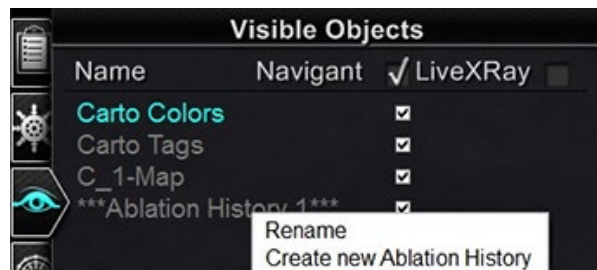 Visible Objects
Name Navigant LiveXRay
Carto Colors
Carto Tags
C_1-Map
***Ablation History 1***
Rename
Create new Ablation History